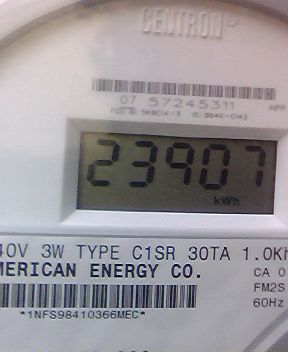 CENTRON®
07 57245311
23907
kWh
40V 3W TYPE C1SR 30TA 1.0Kh
MERICAN ENERGY CO.
CA 0
FM2S
60Hz
*1NFS98410366MEC*